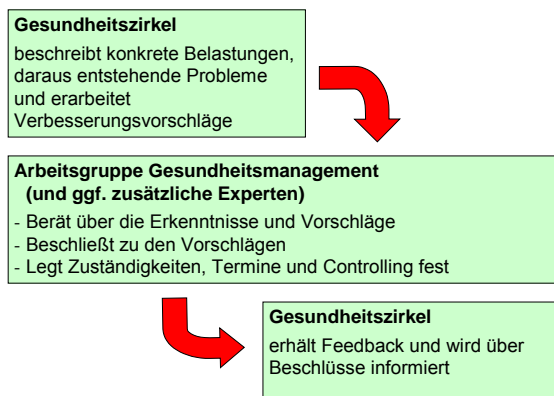 Gesundheitszirkel
beschreibt konkrete Belastungen,
daraus entstehende Probleme
und erarbeitet
Verbesserungsvorschläge
Arbeitsgruppe Gesundheitsmanagement
(und ggf. zusätzliche Experten)
- Berät über die Erkenntnisse und Vorschläge
- Beschließt zu den Vorschlägen
- Legt Zuständigkeiten, Termine und Controlling fest
Gesundheitszirkel
erhält Feedback und wird über
Beschlüsse informiert